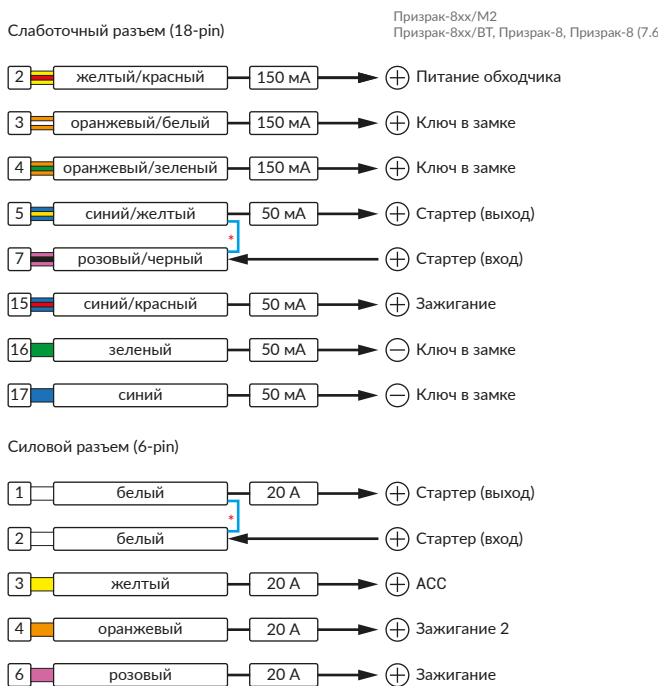 Призрак-8xx/M2
Слаботочный разъем (18-pin)
Призрак-8xx/BT, Призрак-8, Призрак-8 (7.6
2 желтый/красный 150 мА + Питание обходчика
3 оранжевый/белый 150 мА + Ключ в замке
4 оранжевый/зеленый 150 мА + Ключ в замке
5 синий/желтый 50 мА + Стартер (выход)
*
7 розовый/черный + Стартер (вход)
15 синий/красный 50 мА + Зажигание
16 зеленый 50 мА − Ключ в замке
17 синий 50 мА − Ключ в замке
Силовой разъем (6-pin)
1 белый 20 А + Стартер (выход)
*
2 белый + Стартер (вход)
3 желтый 20 А + ACC
4 оранжевый 20 А + Зажигание 2
6 розовый 20 А + Зажигание